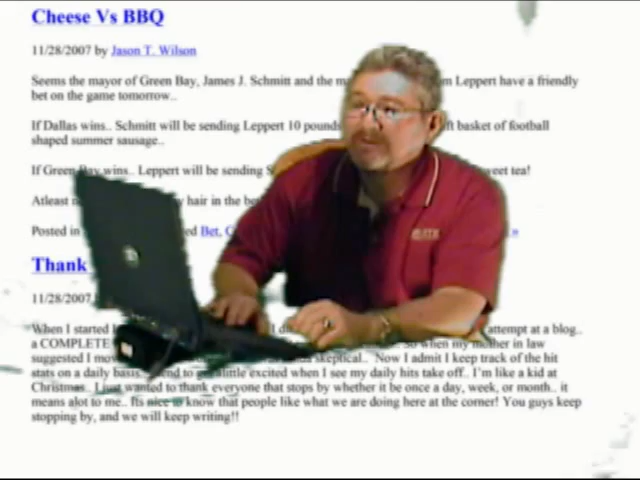 Cheese Vs BBQ
11/28/2007 by Jason T. Wilson
Seems the mayor of Green Bay, James J. Schmitt and the Leppert have a friendly
bet on the game tomorrow..
If Dallas wins.. Schmitt will be sending Leppert 10 pounds basket of football
shaped summer sausage..
If Green Bay wins.. Leppert will be sending tea!
Atleast hair in the
Posted in Bet, »
Thank
11/28/2007
When I started I attempt at a blog..
a COMPLETE So when my mother in law
suggested I skeptical.. Now I admit I keep track of the hit
stats on a daily basis. little excited when I see my daily hits take off.. I'm like a kid at
Christmas.. I just wanted to thank everyone that stops by whether it be once a day, week, or month.. it
means alot to me.. Its nice to know that people like what we are doing here at the corner! You guys keep
stopping by, and we will keep writing!!